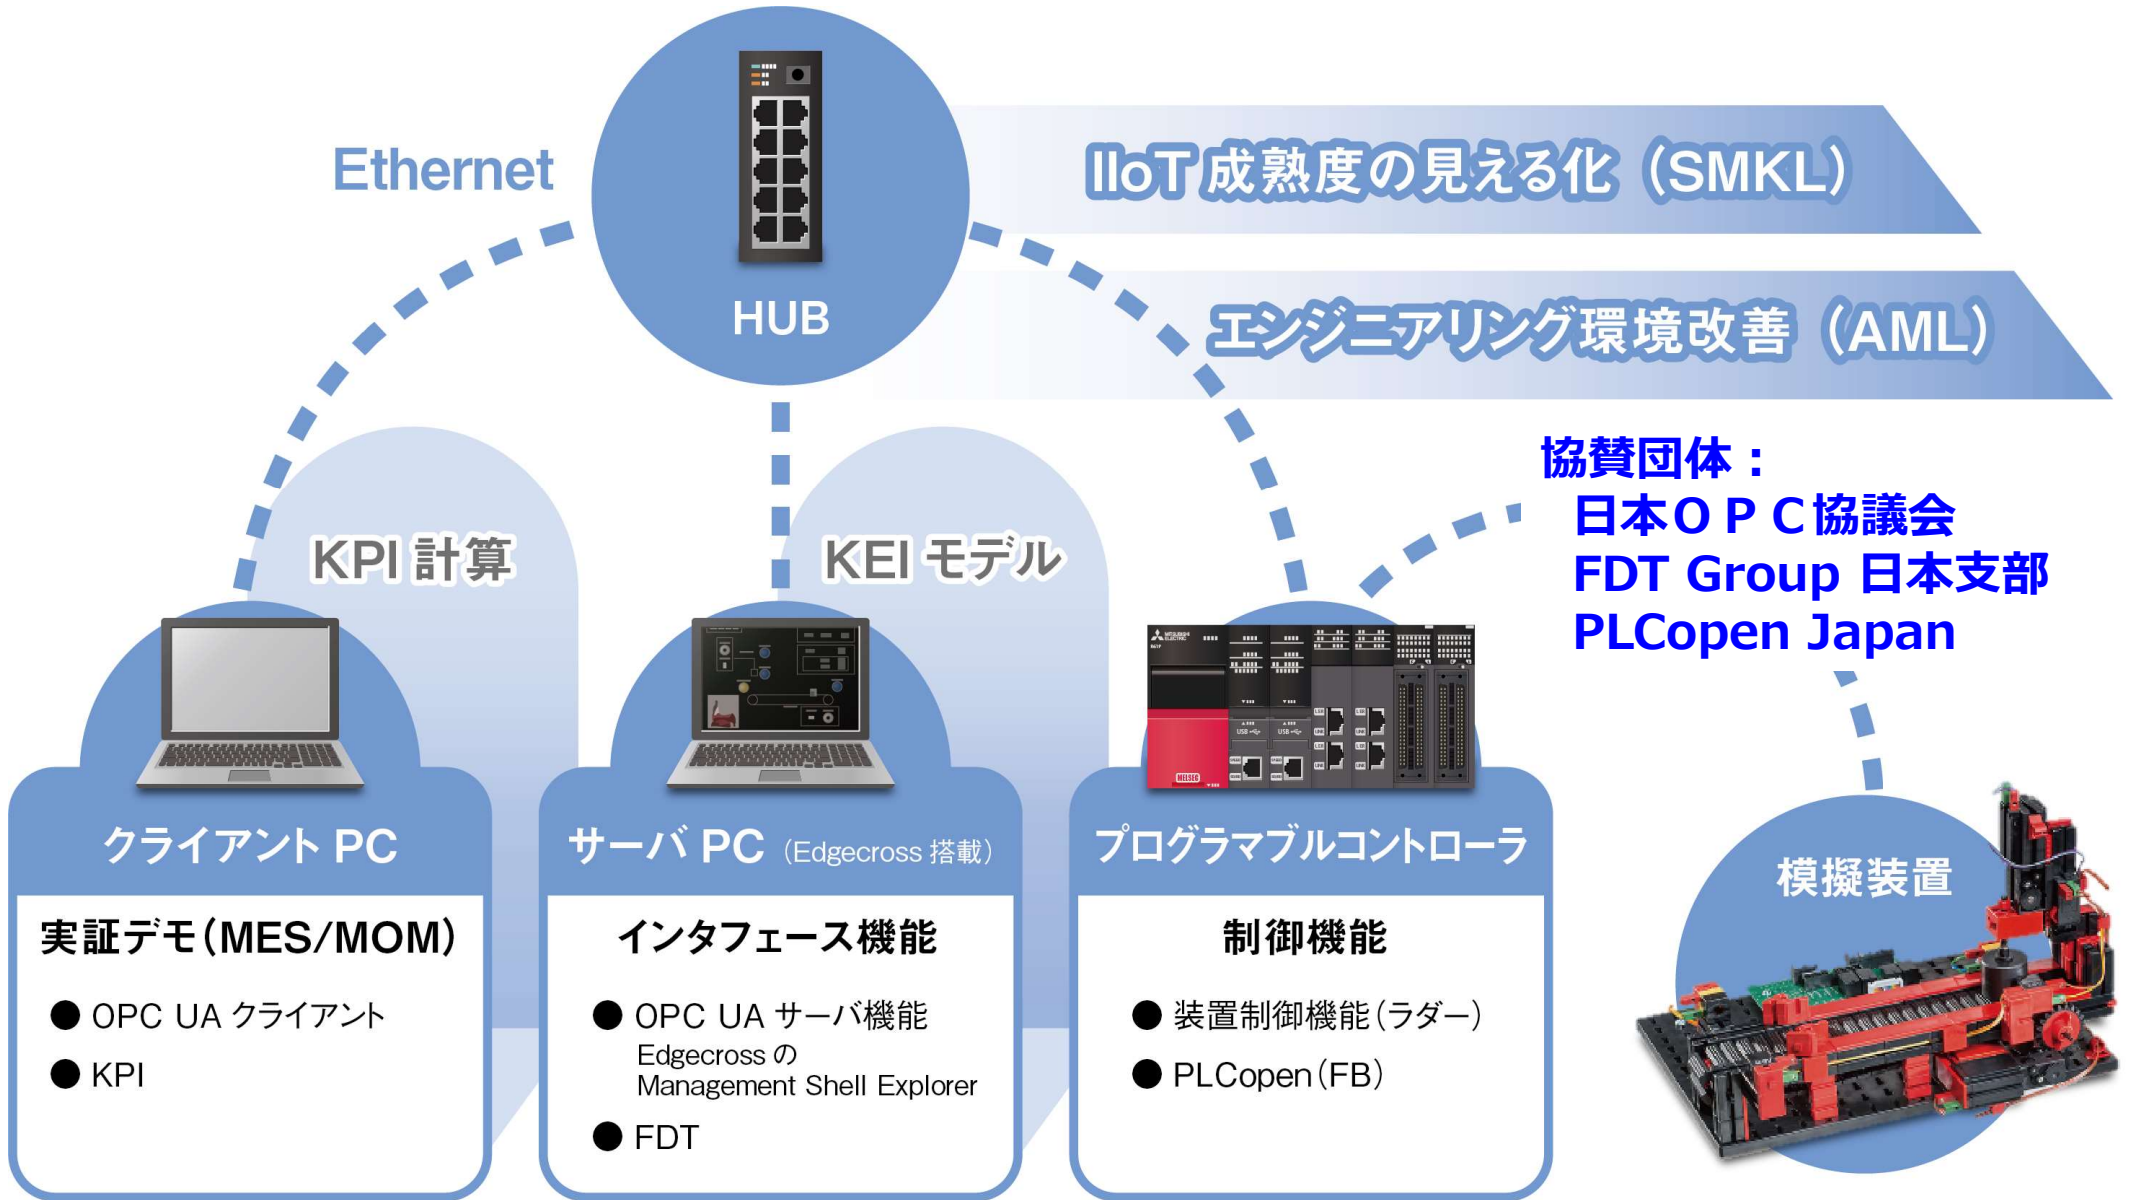 Ethernet
HUB
IIoT 成熟度の見える化（SMKL）
エンジニアリング環境改善（AML）
協賛団体：
日本ＯＰＣ協議会
FDT Group 日本支部
PLCopen Japan
KPI 計算
KEI モデル
MITSUBISHI ELECTRIC
USB
USB
MELSEC
クライアント PC
実証デモ（MES/MOM）
● OPC UA クライアント
● KPI
サーバ PC（Edgecross 搭載）
インタフェース機能
● OPC UA サーバ機能
Edgecross の
Management Shell Explorer
● FDT
プログラマブルコントローラ
制御機能
● 装置制御機能（ラダー）
● PLCopen（FB）
模擬装置